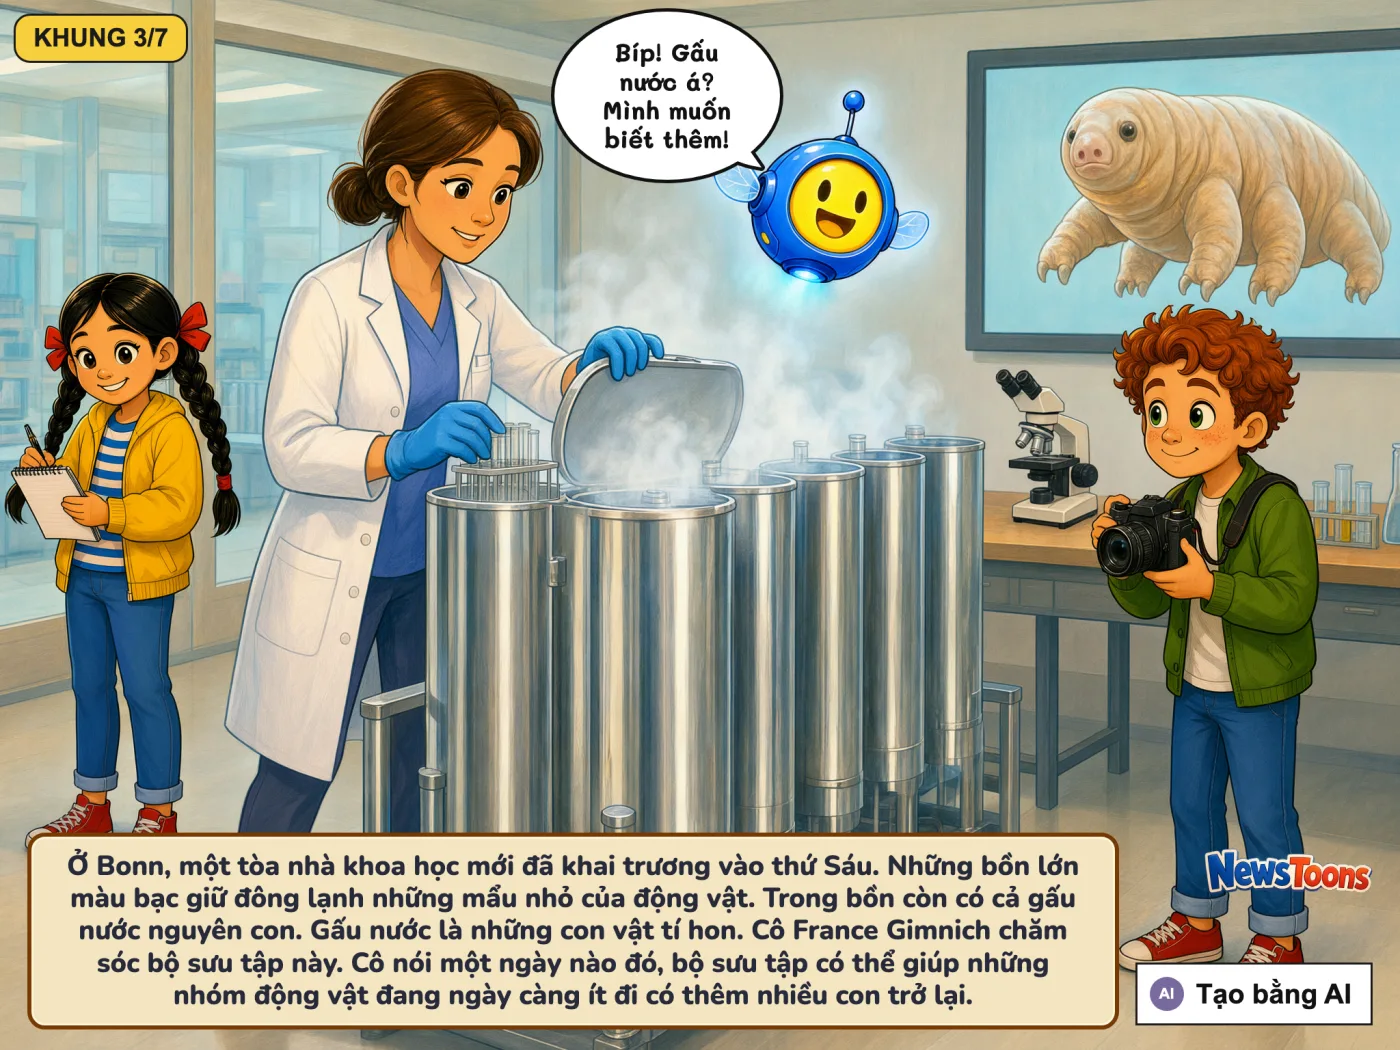 KHUNG 3/7
Bíp! Gấu
nước á?
Mình muốn
biết thêm!
Ở Bonn, một tòa nhà khoa học mới đã khai trương vào thứ Sáu. Những bồn lớn
màu bạc giữ đông lạnh những mẩu nhỏ của động vật. Trong bồn còn có cả gấu
nước nguyên con. Gấu nước là những con vật tí hon. Cô France Gimnich chăm
sóc bộ sưu tập này. Cô nói một ngày nào đó, bộ sưu tập có thể giúp những
nhóm động vật đang ngày càng ít đi có thêm nhiều con trở lại.
NewsToons
AI Tạo bằng AI